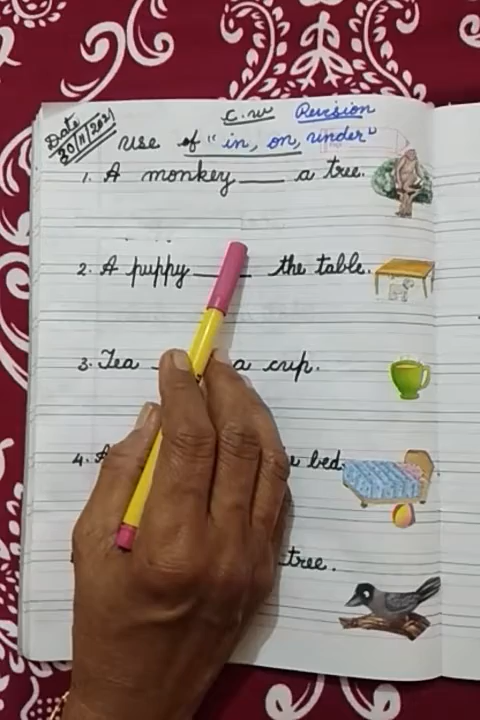 Date 30/11/2021
C.W Revision
use of "in, on, under"
1. A monkey ___ a tree.
2. A puppy ___ the table.
3. Tea a cup.
4. A bed.
tree.